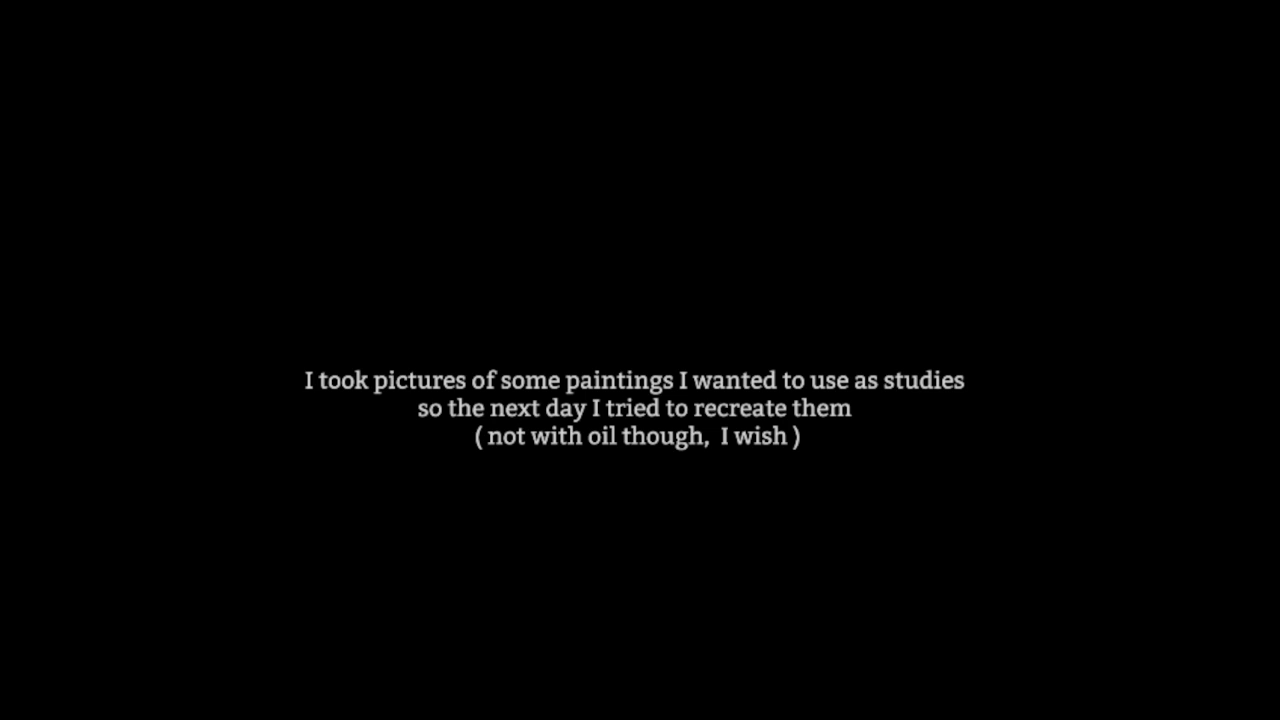 I took pictures of some paintings I wanted to use as studies
so the next day I tried to recreate them
( not with oil though,  I wish )